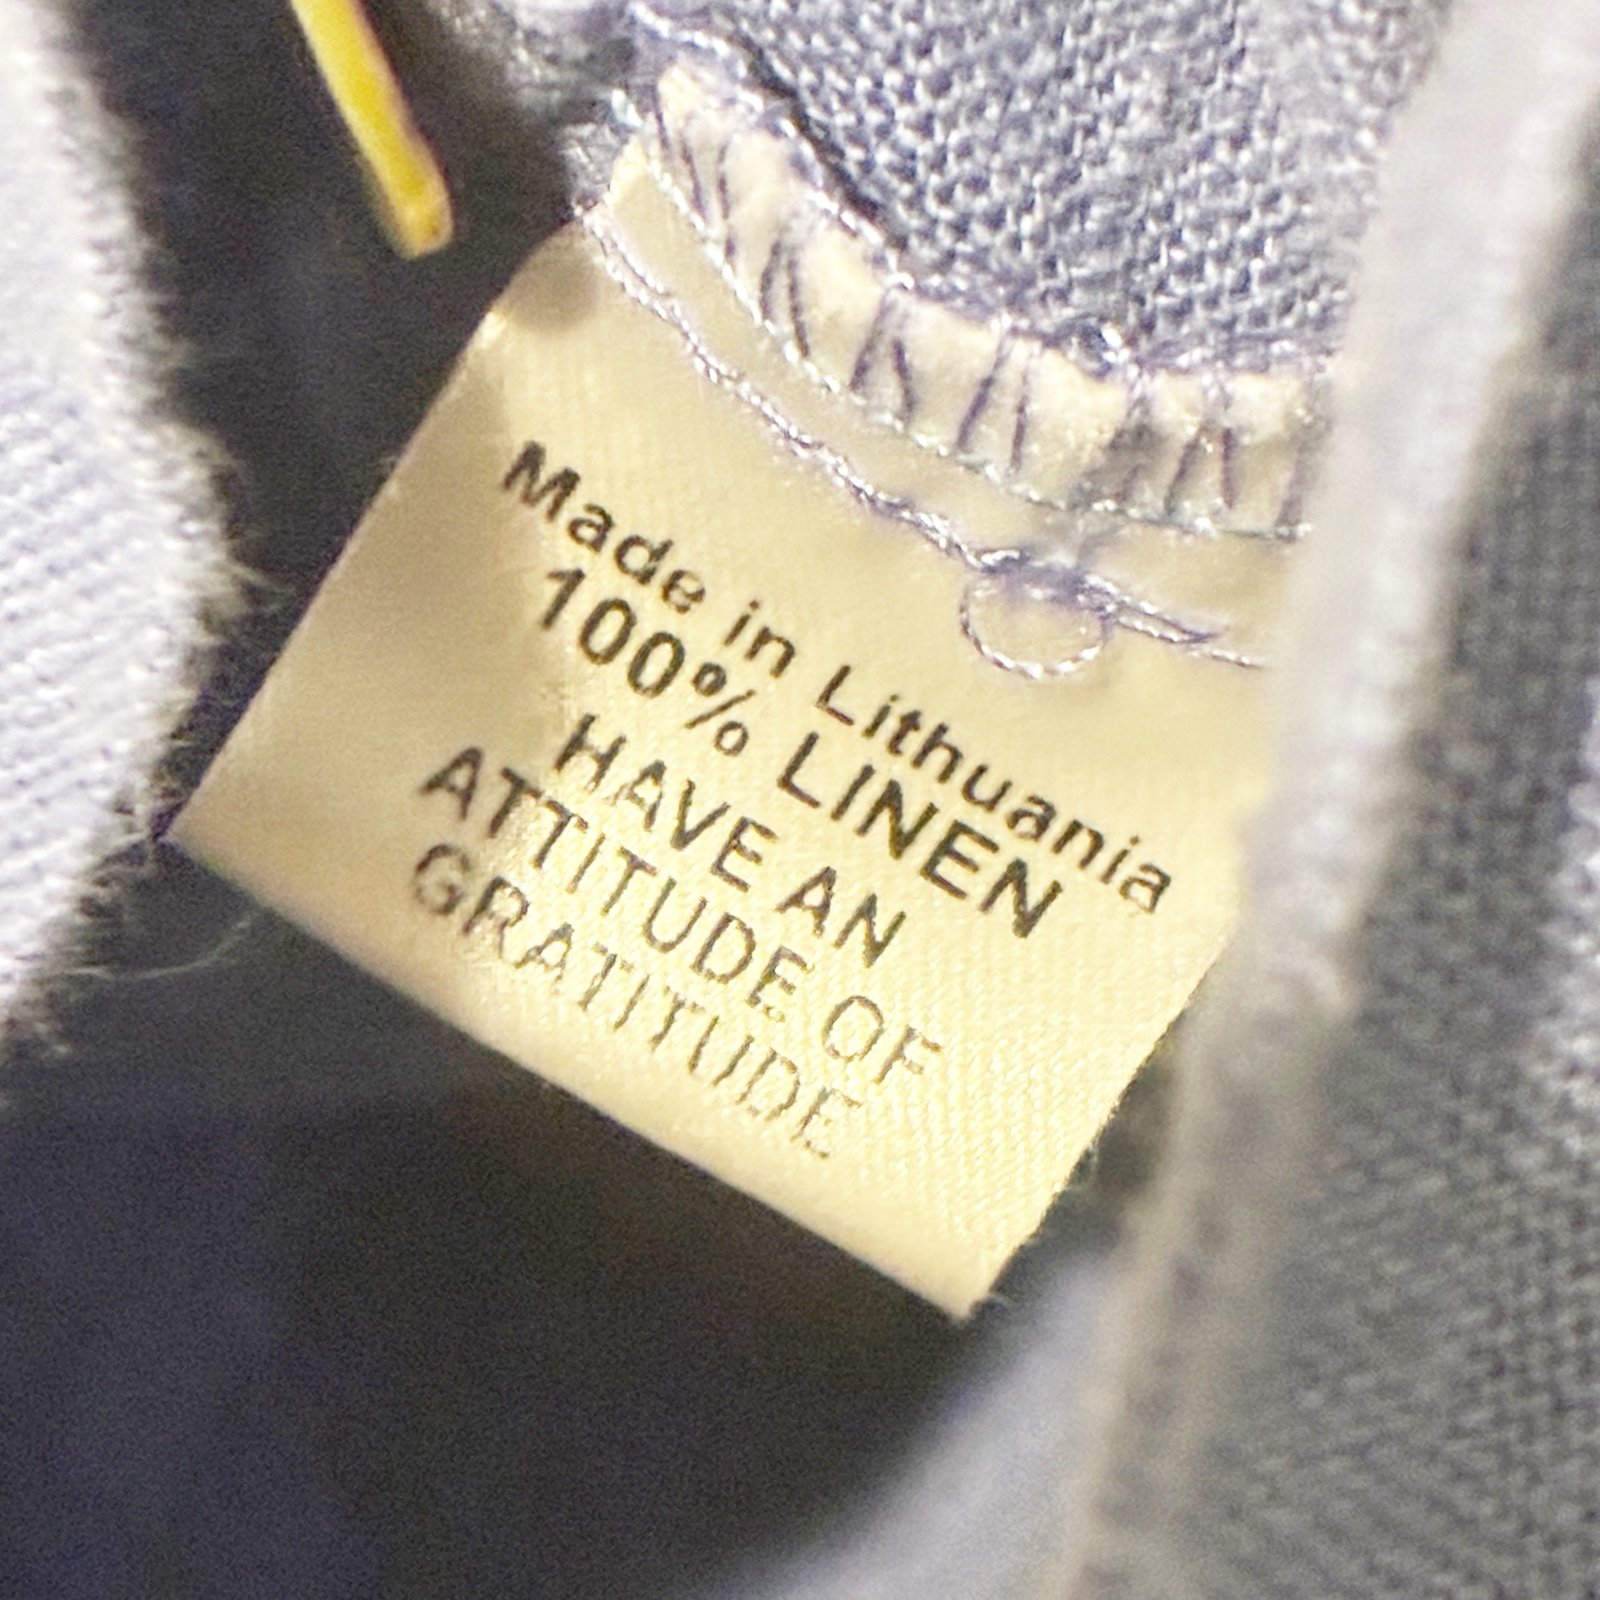 Made in Lithuania
100% LINEN
HAVE AN
ATTITUDE OF
GRATITUDE